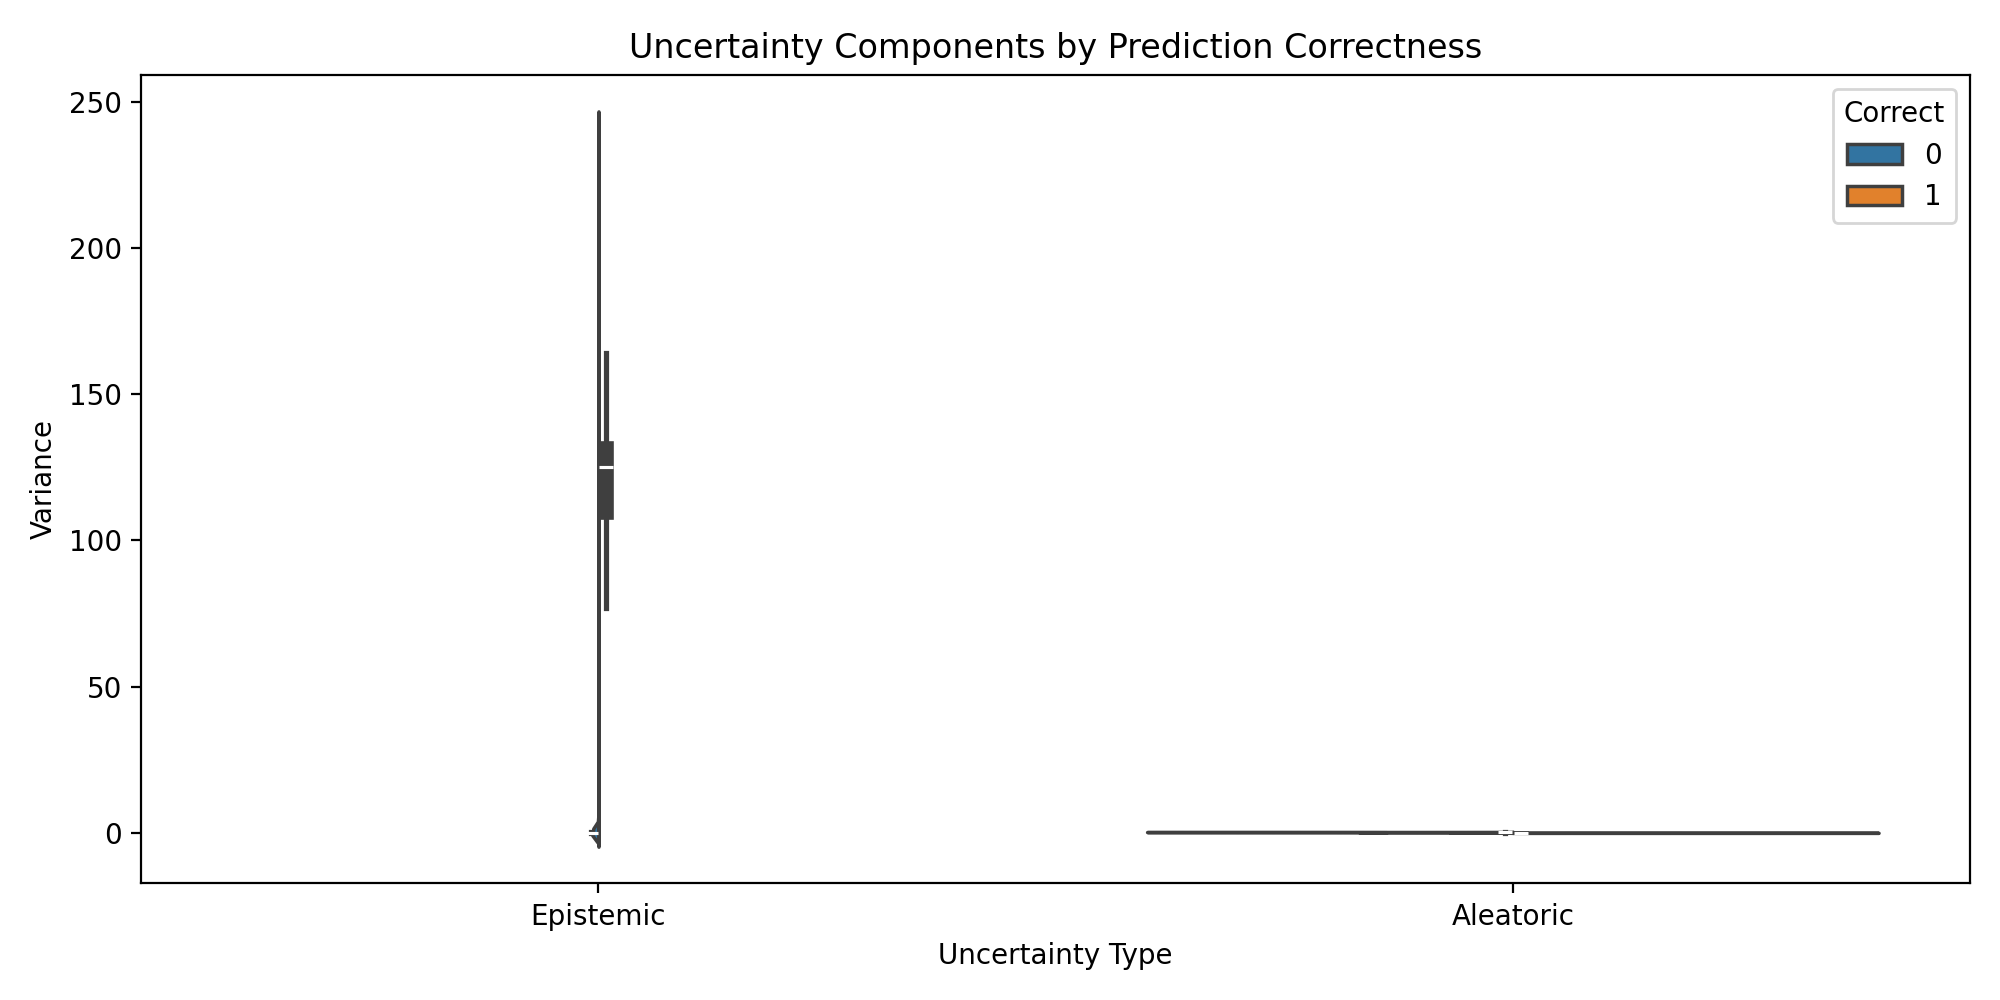 Uncertainty Components by Prediction Correctness
250
200
150
100
50
0
Variance
Correct
0
1
Epistemic
Aleatoric
Uncertainty Type